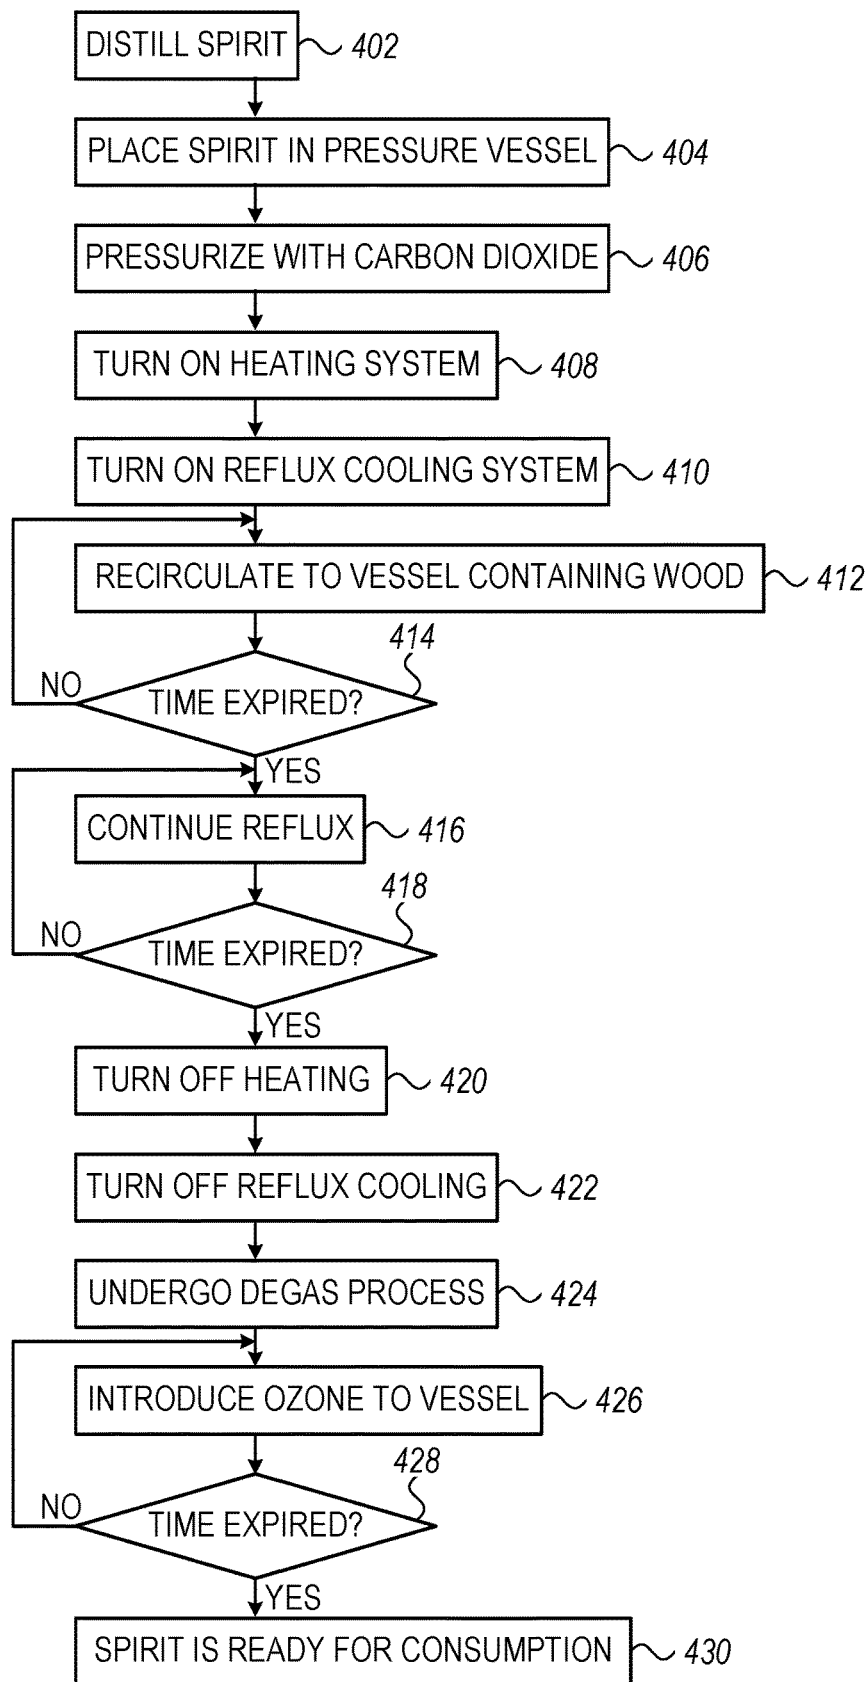 DISTILL SPIRIT 402
PLACE SPIRIT IN PRESSURE VESSEL 404
PRESSURIZE WITH CARBON DIOXIDE 406
TURN ON HEATING SYSTEM 408
TURN ON REFLUX COOLING SYSTEM 410
RECIRCULATE TO VESSEL CONTAINING WOOD 412
414
NO TIME EXPIRED?
YES
CONTINUE REFLUX 416
418
NO TIME EXPIRED?
YES
TURN OFF HEATING 420
TURN OFF REFLUX COOLING 422
UNDERGO DEGAS PROCESS 424
INTRODUCE OZONE TO VESSEL 426
428
NO TIME EXPIRED?
YES
SPIRIT IS READY FOR CONSUMPTION 430